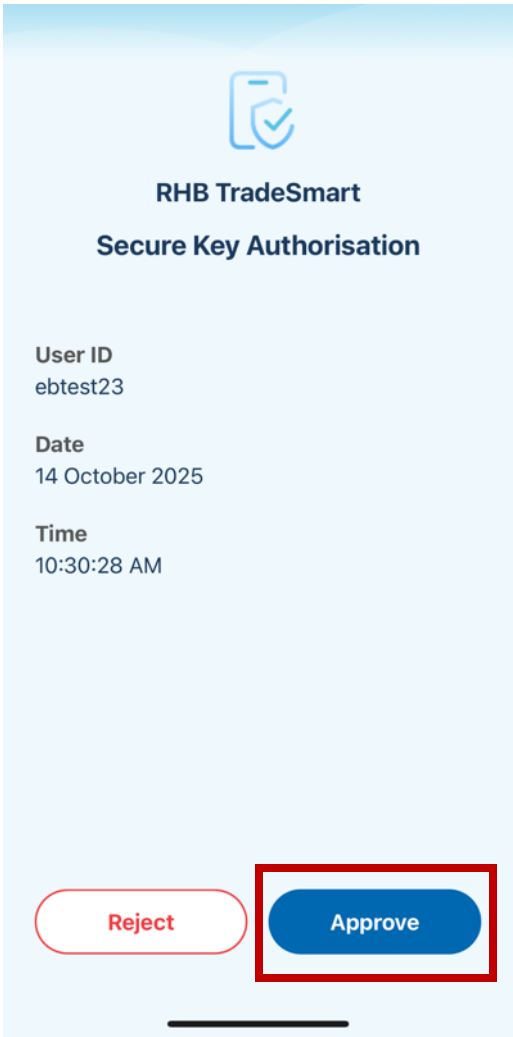 RHB TradeSmart
Secure Key Authorisation
User ID
ebtest23
Date
14 October 2025
Time
10:30:28 AM
Reject
Approve